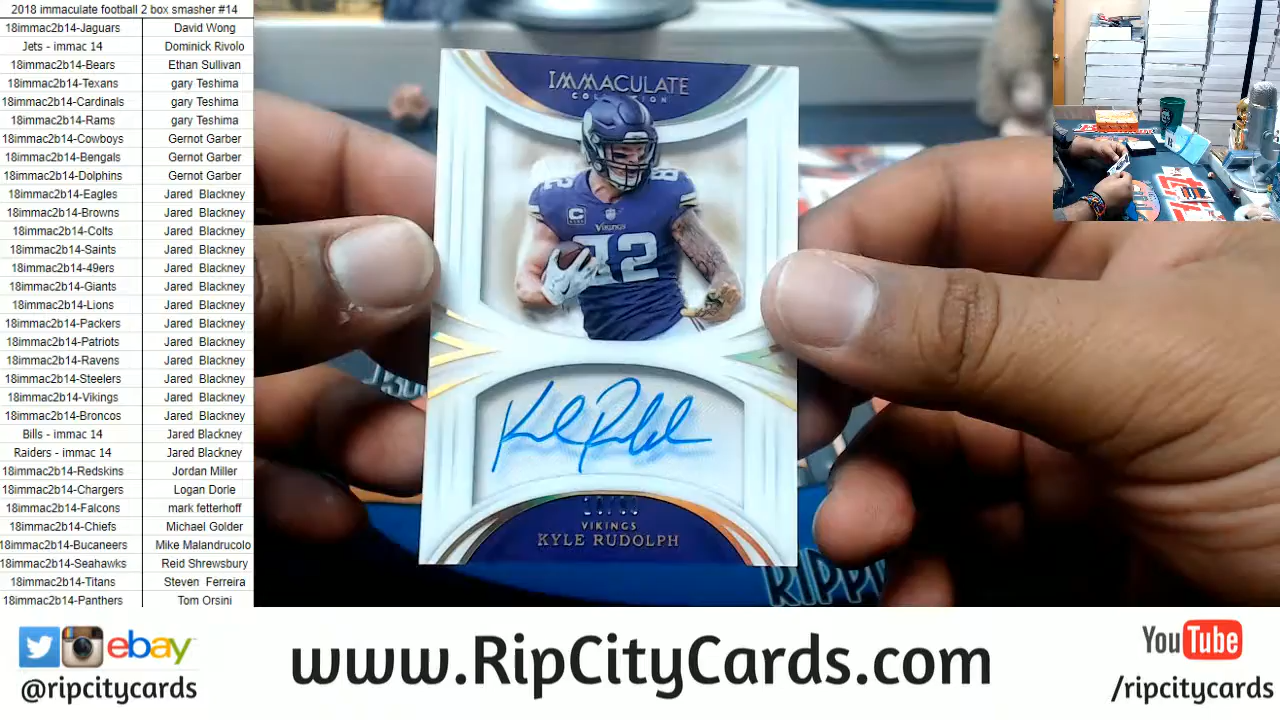 2018 immaculate football 2 box smasher #14
18immac2b14-Jaguars David Wong
Jets - immac 14 Dominick Rivolo
18immac2b14-Bears Ethan Sullivan
18immac2b14-Texans gary Teshima
18immac2b14-Cardinals gary Teshima
18immac2b14-Rams gary Teshima
18immac2b14-Cowboys Gernot Garber
18immac2b14-Bengals Gernot Garber
18immac2b14-Dolphins Gernot Garber
18immac2b14-Eagles Jared Blackney
18immac2b14-Browns Jared Blackney
18immac2b14-Colts Jared Blackney
18immac2b14-Saints Jared Blackney
18immac2b14-49ers Jared Blackney
18immac2b14-Giants Jared Blackney
18immac2b14-Lions Jared Blackney
18immac2b14-Packers Jared Blackney
18immac2b14-Patriots Jared Blackney
18immac2b14-Ravens Jared Blackney
18immac2b14-Steelers Jared Blackney
18immac2b14-Vikings Jared Blackney
18immac2b14-Broncos Jared Blackney
Bills - immac 14 Jared Blackney
Raiders - immac 14 Jared Blackney
18immac2b14-Redskins Jordan Miller
18immac2b14-Chargers Logan Dorle
18immac2b14-Falcons mark fetterhoff
18immac2b14-Chiefs Michael Golder
18immac2b14-Bucaneers Mike Malandrucolo
18immac2b14-Seahawks Reid Shrewsbury
18immac2b14-Titans Steven Ferreira
18immac2b14-Panthers Tom Orsini
IMMACULATE
COLLECTION
82
C
Vikings
82
VIKINGS
KYLE RUDOLPH
ebay
@ripcitycards
www.RipCityCards.com
YouTube
/ripcitycards